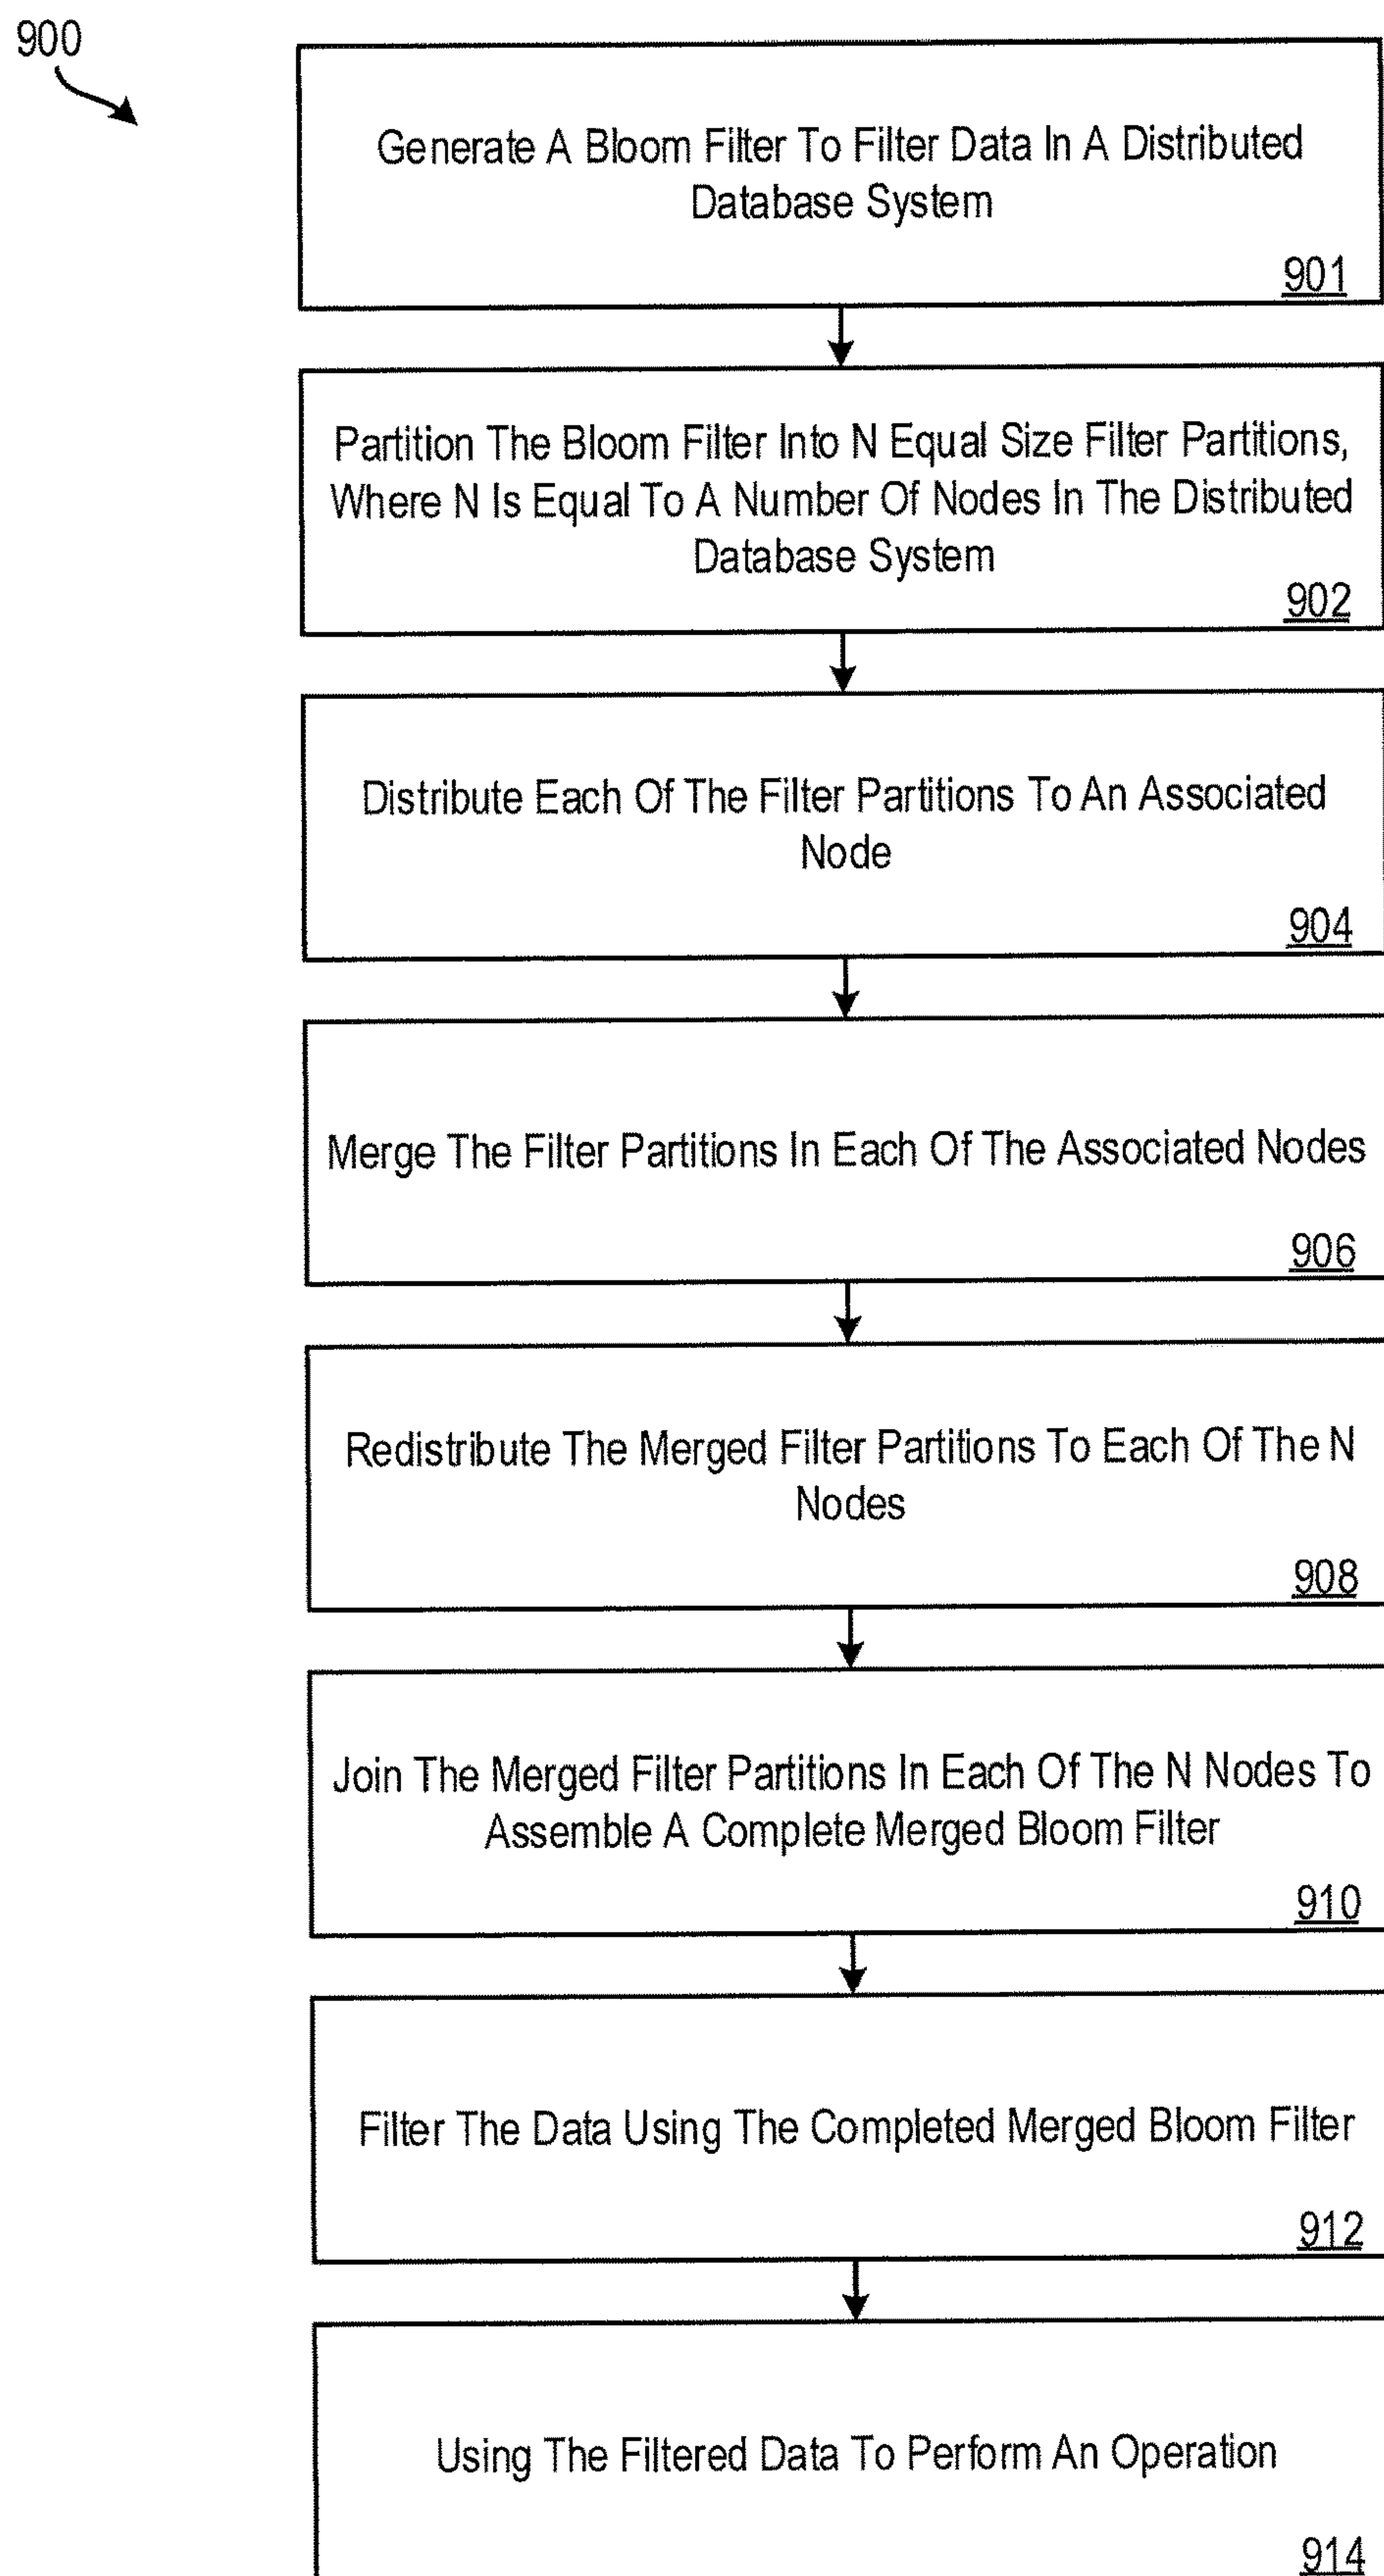 900
Generate A Bloom Filter To Filter Data In A Distributed
Database System
901
Partition The Bloom Filter Into N Equal Size Filter Partitions,
Where N Is Equal To A Number Of Nodes In The Distributed
Database System
902
Distribute Each Of The Filter Partitions To An Associated
Node
904
Merge The Filter Partitions In Each Of The Associated Nodes
906
Redistribute The Merged Filter Partitions To Each Of The N
Nodes
908
Join The Merged Filter Partitions In Each Of The N Nodes To
Assemble A Complete Merged Bloom Filter
910
Filter The Data Using The Completed Merged Bloom Filter
912
Using The Filtered Data To Perform An Operation
914